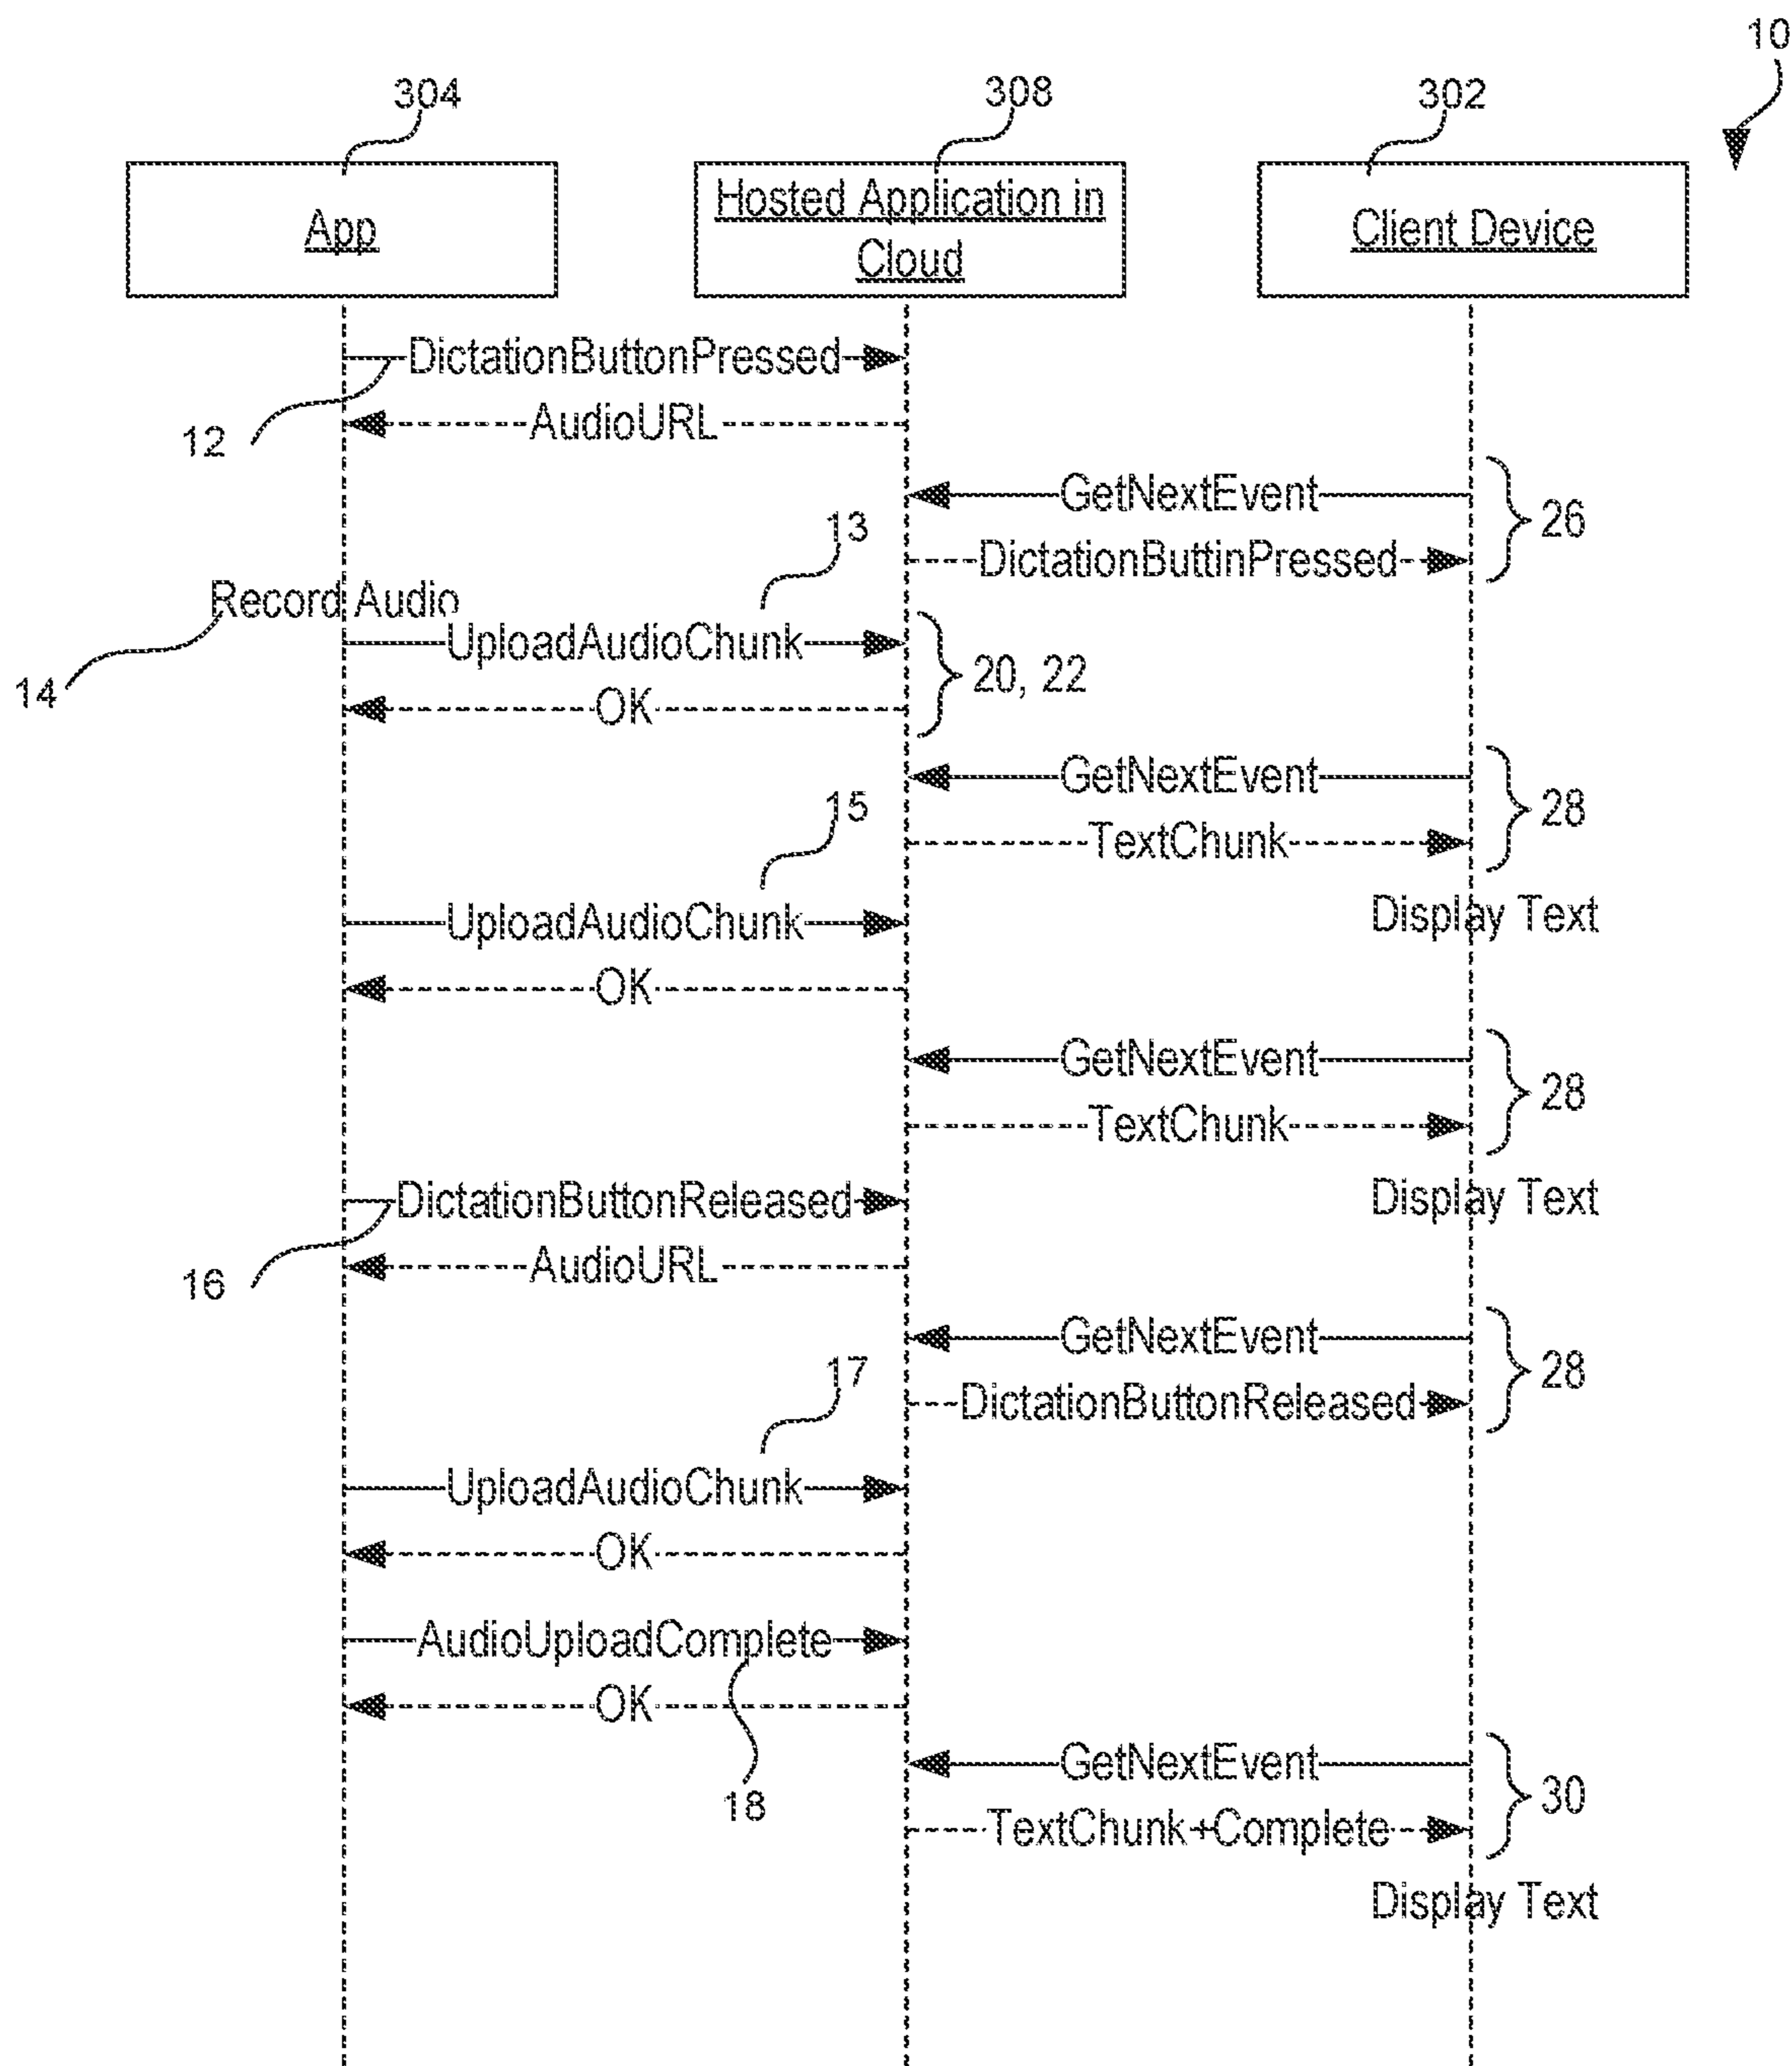 10
304
308
302
App
Hosted Application in
Cloud
Client Device
DictationButtonPressed
12
AudioURL
GetNextEvent
26
13
DictationButtinPressed
Record Audio
14
UploadAudioChunk
20, 22
OK
GetNextEvent
28
15
TextChunk
UploadAudioChunk
Display Text
OK
GetNextEvent
28
TextChunk
DictationButtonReleased
Display Text
16
AudioURL
GetNextEvent
28
17
DictationButtonReleased
UploadAudioChunk
OK
AudioUploadComplete
OK
18
GetNextEvent
30
TextChunk+Complete
Display Text